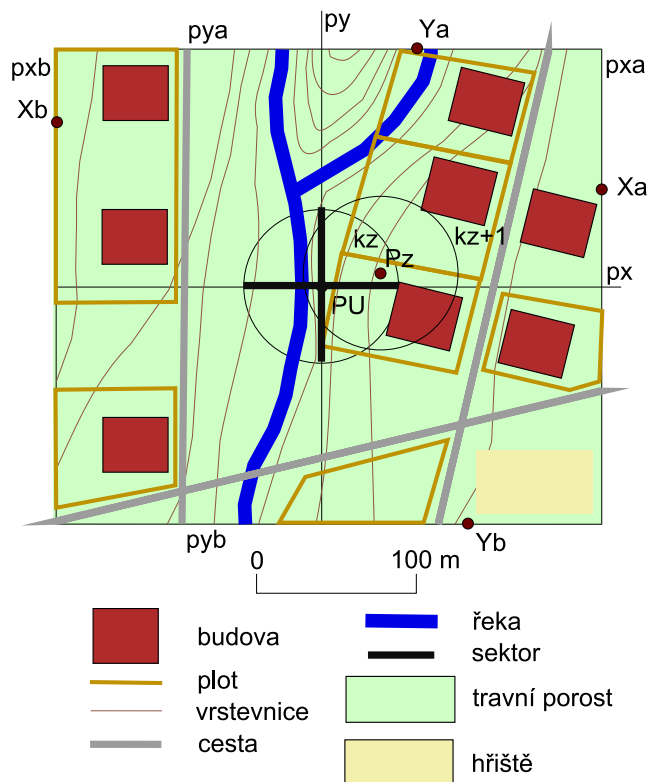 py
pya
Ya
pxb
pxa
Xb
Xa
kz
kz+1
Pz
px
PU
pyb
Yb
0
100 m
budova
řeka
plot
sektor
vrstevnice
travní porost
cesta
hřiště